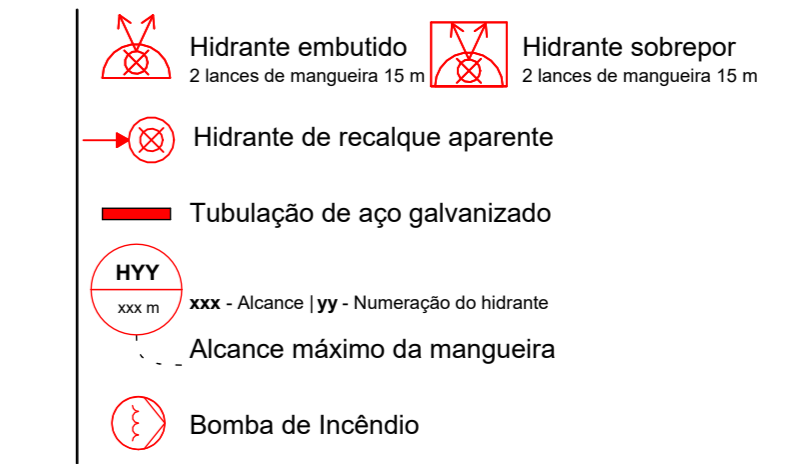 Hidrante embutido
2 lances de mangueira 15 m
Hidrante sobrepor
2 lances de mangueira 15 m
Hidrante de recalque aparente
Tubulação de aço galvanizado
HYY
xxx m
xxx - Alcance | yy - Numeração do hidrante
Alcance máximo da mangueira
Bomba de Incêndio